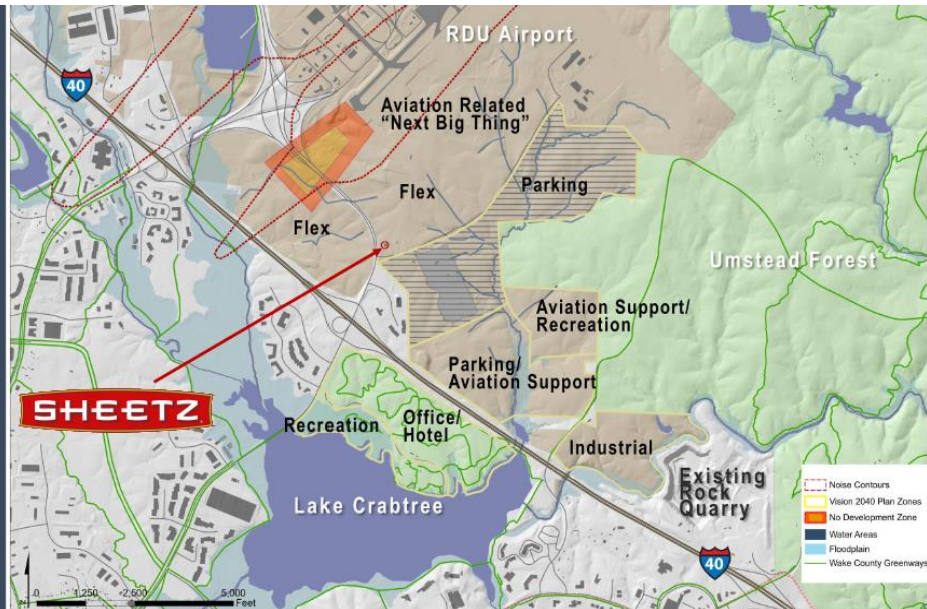 RDU Airport
40
Aviation Related
“Next Big Thing”
Flex
Parking
Flex
Umstead Forest
Aviation Support/
Recreation
Parking/
Aviation Support
SHEETZ
Recreation
Office/
Hotel
Industrial
Existing
Rock
Quarry
Lake Crabtree
40
Noise Contours
Vision 2040 Plan Zones
No Development Zone
Water Areas
Floodplain
Wake County Greenways
0 1,250 2,500 5,000
Feet